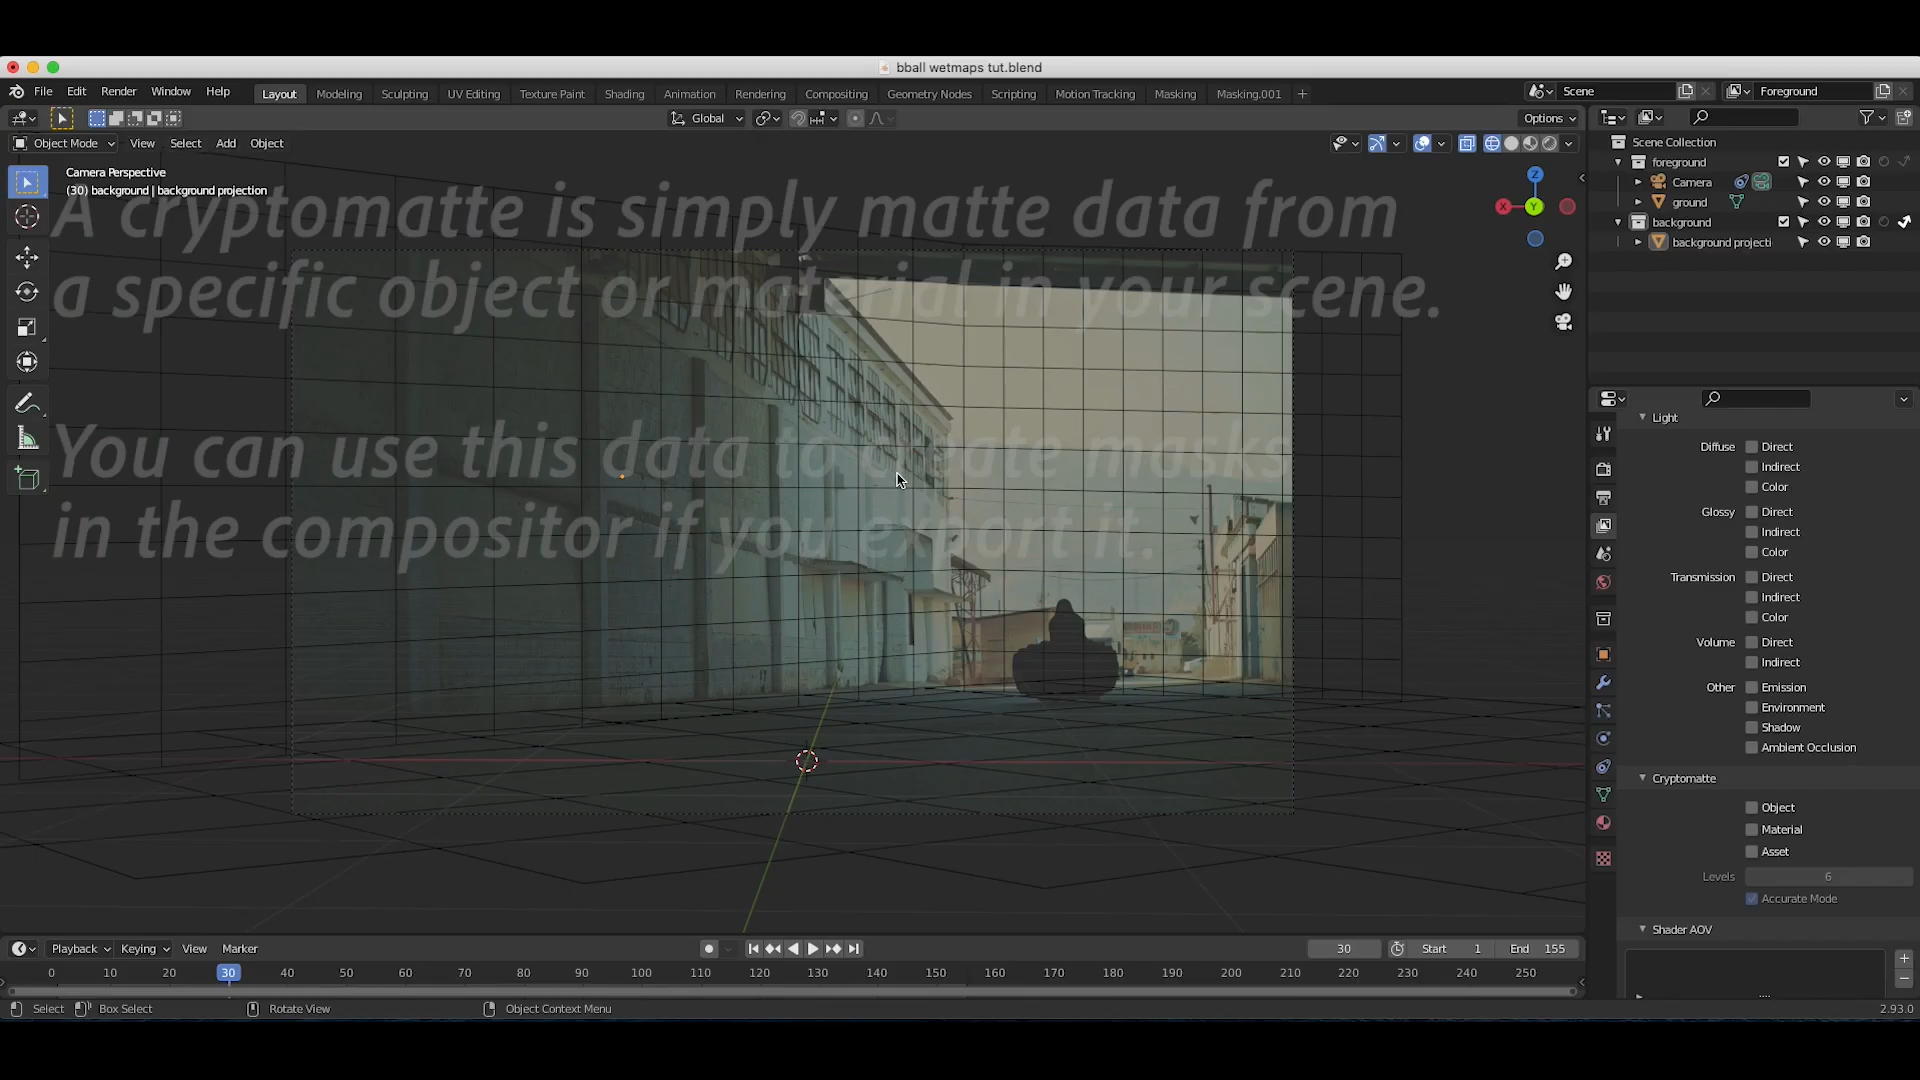 bball wetmaps tut.blend
File Edit Render Window Help
Layout Modeling Sculpting UV Editing Texture Paint Shading Animation Rendering Compositing Geometry Nodes Scripting Motion Tracking Masking Masking.001 +
Scene
Foreground
Global
Options
Object Mode View Select Add Object
Camera Perspective
(30) background | background projection
A cryptomatte is simply matte data from
a specific object or material in your scene.
You can use this data to create masks
in the compositor if you export it.
X
Y
Z
Scene Collection
foreground
Camera
ground
background
background projecti
Light
Diffuse Direct
Indirect
Color
Glossy Direct
Indirect
Color
Transmission Direct
Indirect
Color
Volume Direct
Indirect
Other Emission
Environment
Shadow
Ambient Occlusion
Cryptomatte
Object
Material
Asset
Levels 6
Accurate Mode
Shader AOV
Playback Keying View Marker
30 Start 1 End 155
0 10 20 30 40 50 60 70 80 90 100 110 120 130 140 150 160 170 180 190 200 210 220 230 240 250
Select Box Select Rotate View Object Context Menu 2.93.0